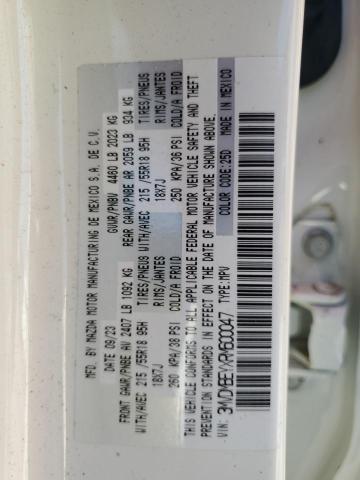 MFD. BY MAZDA MOTOR MANUFACTURING DE MEXICO S.A. DE C.V.
DATE: 09/23 GVWR/PNBV 4460 LB 2023 KG
FRONT GAWR/PNBE AV 2407 LB 1092 KG REAR GAWR/PNBE AR 2059 LB 934 KG
WITH/AVEC 215 /55R18 95H TIRES/PNEUS WITH/AVEC 215 /55R18 95H TIRES/PNEUS
18X7J RIMS/JANTES 18X7J RIMS/JANTES
260 KPA/38 PSI COLD/A FROID 250 KPA/36 PSI COLD/A FROID
THIS VEHICLE CONFORMS TO ALL APPLICABLE FEDERAL MOTOR VEHICLE SAFETY AND THEFT
PREVENTION STANDARDS IN EFFECT ON THE DATE OF MANUFACTURE SHOWN ABOVE.
VIN: TYPE:MPV COLOR CODE:25D MADE IN MEXICO